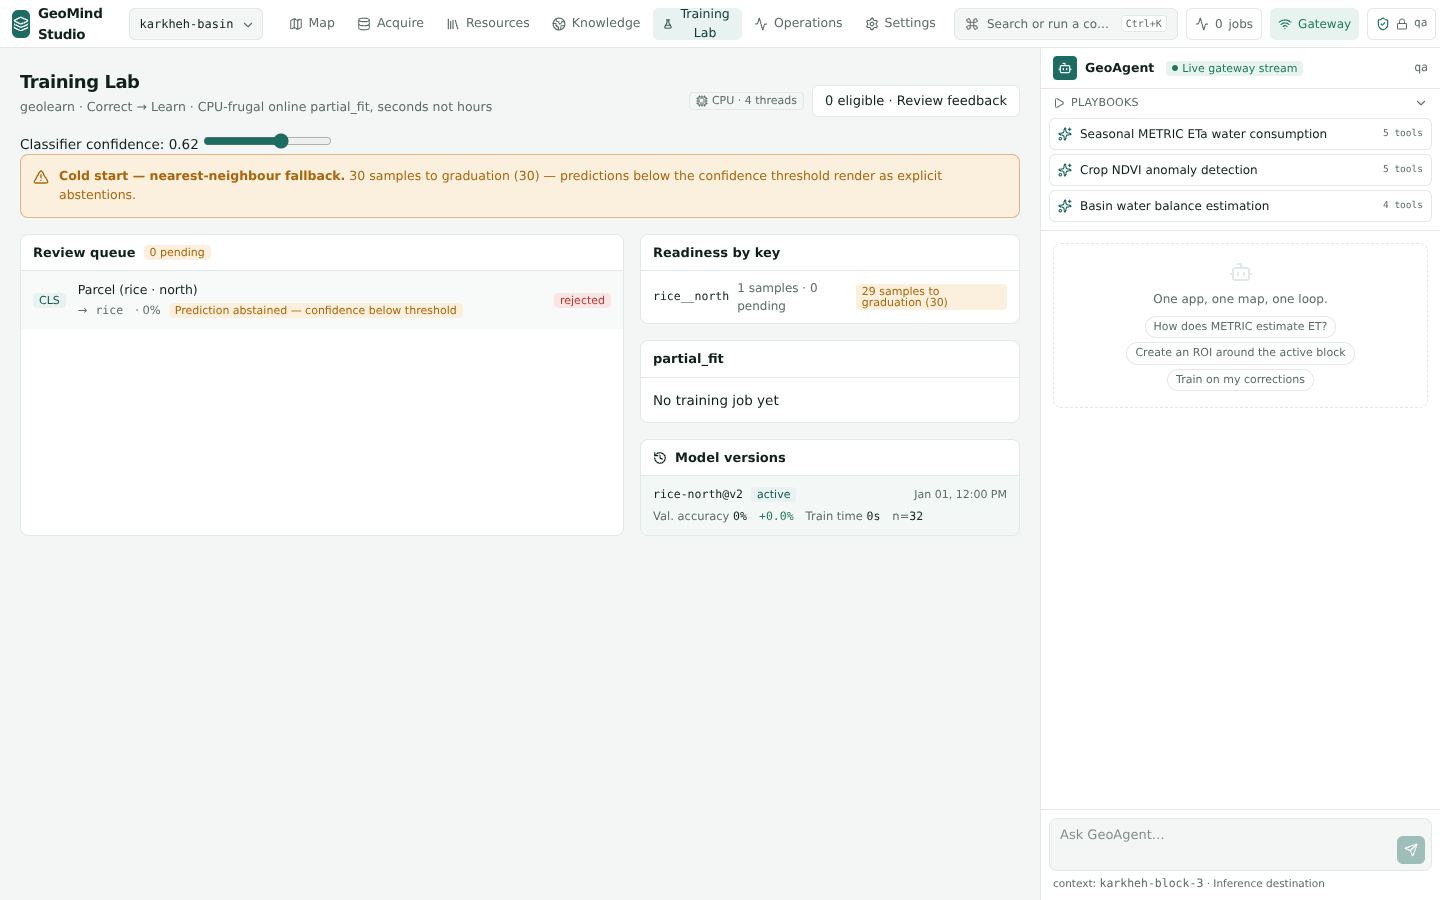 GeoMind Studio
karkheh-basin
Map
Acquire
Resources
Knowledge
Training Lab
Operations
Settings
Search or run a co...
Ctrl+K
0 jobs
Gateway
qa
Training Lab
geolearn · Correct → Learn · CPU-frugal online partial_fit, seconds not hours
CPU · 4 threads
0 eligible · Review feedback
Classifier confidence: 0.62
Cold start — nearest-neighbour fallback. 30 samples to graduation (30) — predictions below the confidence threshold render as explicit
abstentions.
Review queue
0 pending
CLS
Parcel (rice · north)
→ rice · 0% Prediction abstained — confidence below threshold
rejected
Readiness by key
rice__north
1 samples · 0
pending
29 samples to
graduation (30)
partial_fit
No training job yet
Model versions
rice-north@v2 active Jan 01, 12:00 PM
Val. accuracy 0% +0.0% Train time 0s n=32
GeoAgent
Live gateway stream
qa
PLAYBOOKS
Seasonal METRIC ETa water consumption 5 tools
Crop NDVI anomaly detection 5 tools
Basin water balance estimation 4 tools
One app, one map, one loop.
How does METRIC estimate ET?
Create an ROI around the active block
Train on my corrections
Ask GeoAgent...
context: karkheh-block-3 · Inference destination